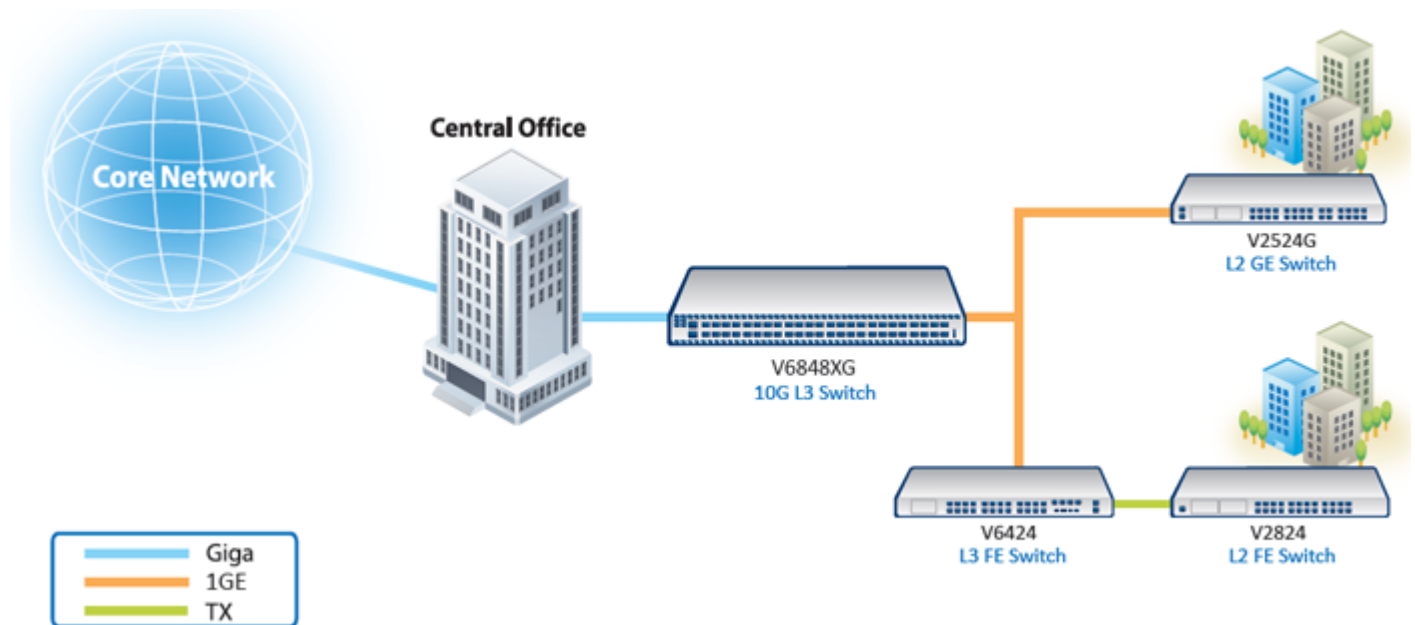 Core Network
Central Office
V6848XG
10G L3 Switch
V2524G
L2 GE Switch
V6424
L3 FE Switch
V2824
L2 FE Switch
Giga
1GE
TX